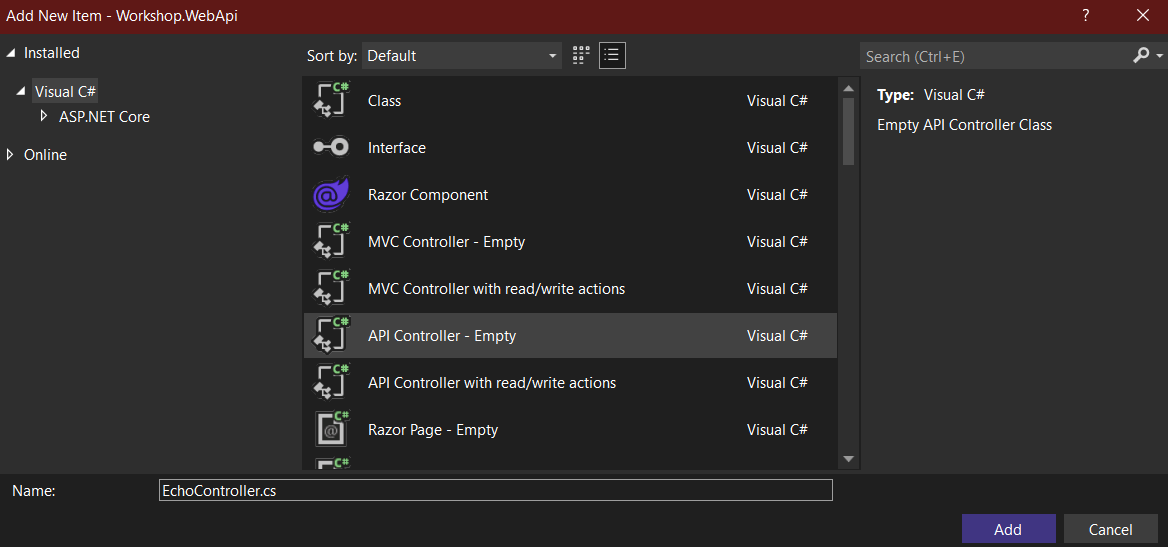 Add New Item - Workshop.WebApi
?
Installed
Visual C#
ASP.NET Core
Online
Sort by: Default
C# Class Visual C#
Interface Visual C#
@ Razor Component Visual C#
C# MVC Controller - Empty Visual C#
C# MVC Controller with read/write actions Visual C#
C# API Controller - Empty Visual C#
C# API Controller with read/write actions Visual C#
C# @ Razor Page - Empty Visual C#
C#
Search (Ctrl+E)
Type: Visual C#
Empty API Controller Class
Name: EchoController.cs
Add Cancel